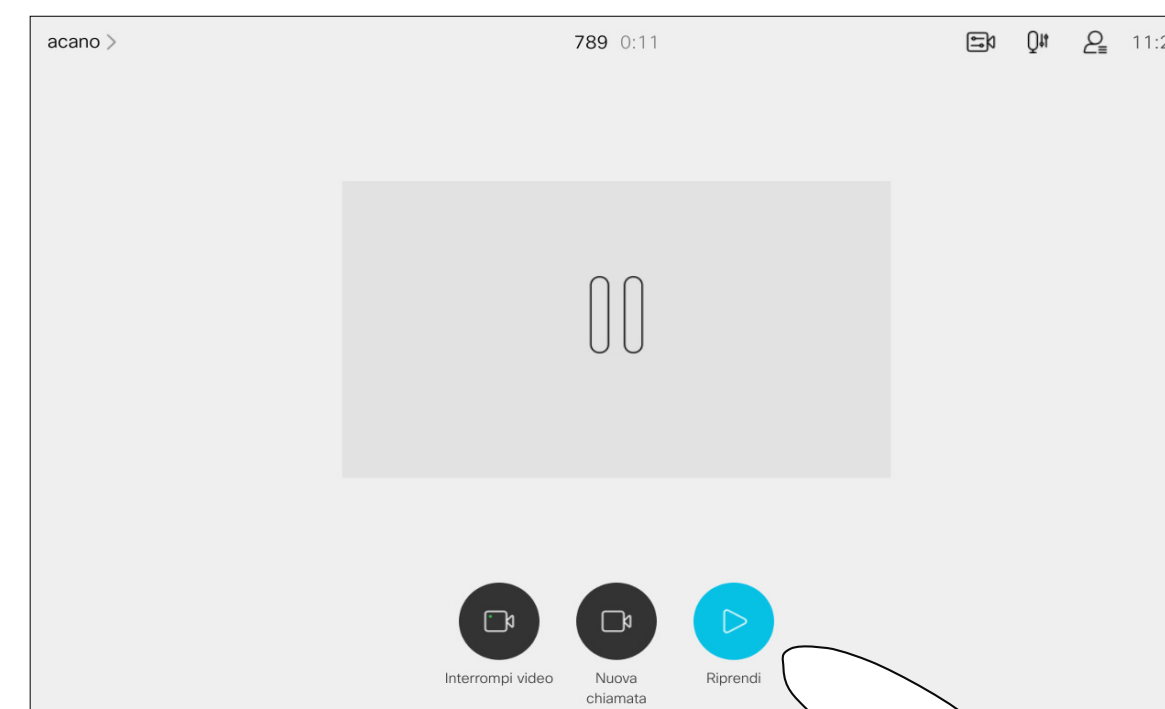 acano
789 0:11
11:2
Interrompi video
Nuova
chiamata
Riprendi